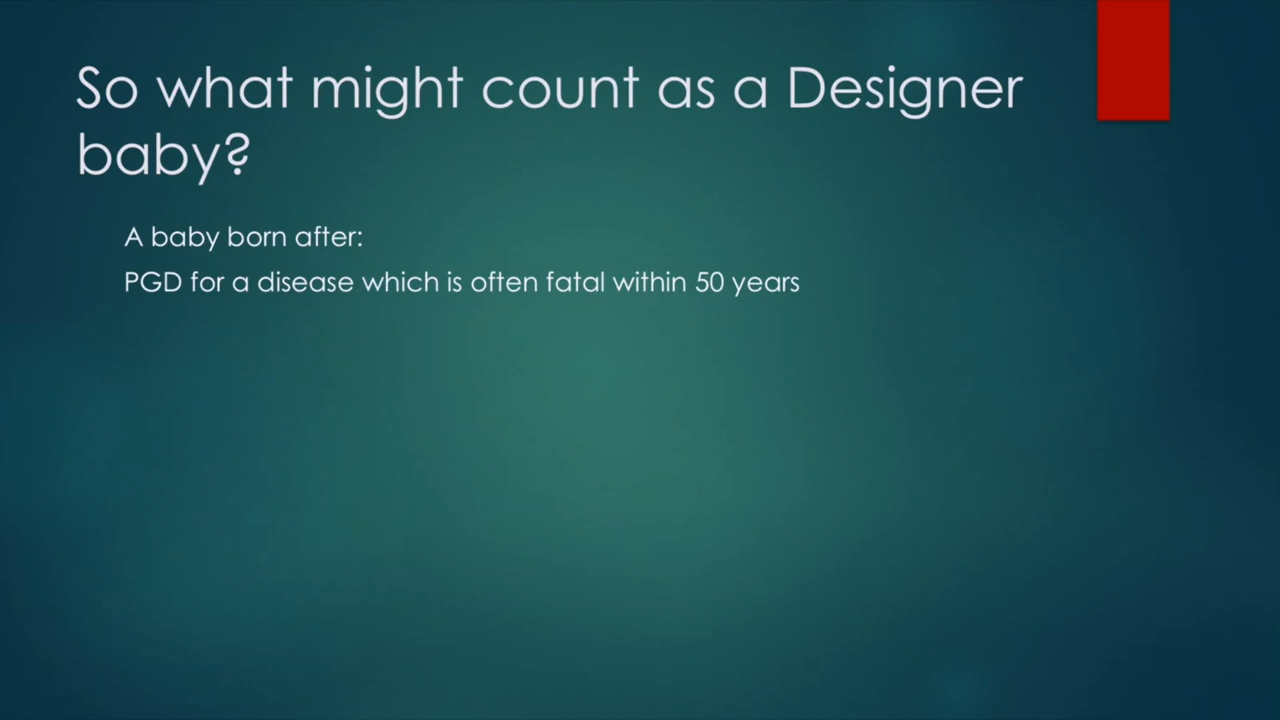 So what might count as a Designer
baby?
A baby born after:
PGD for a disease which is often fatal within 50 years